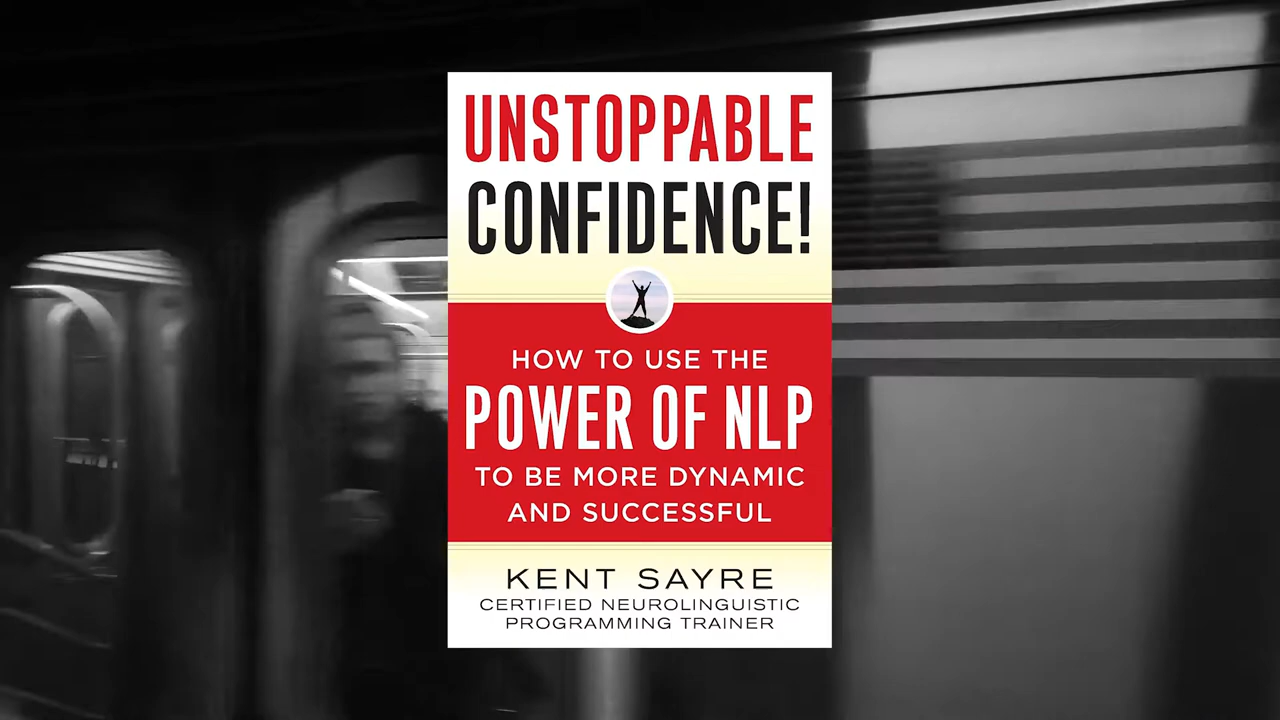 UNSTOPPABLE
CONFIDENCE!
HOW TO USE THE
POWER OF NLP
TO BE MORE DYNAMIC
AND SUCCESSFUL
KENT SAYRE
CERTIFIED NEUROLINGUISTIC
PROGRAMMING TRAINER